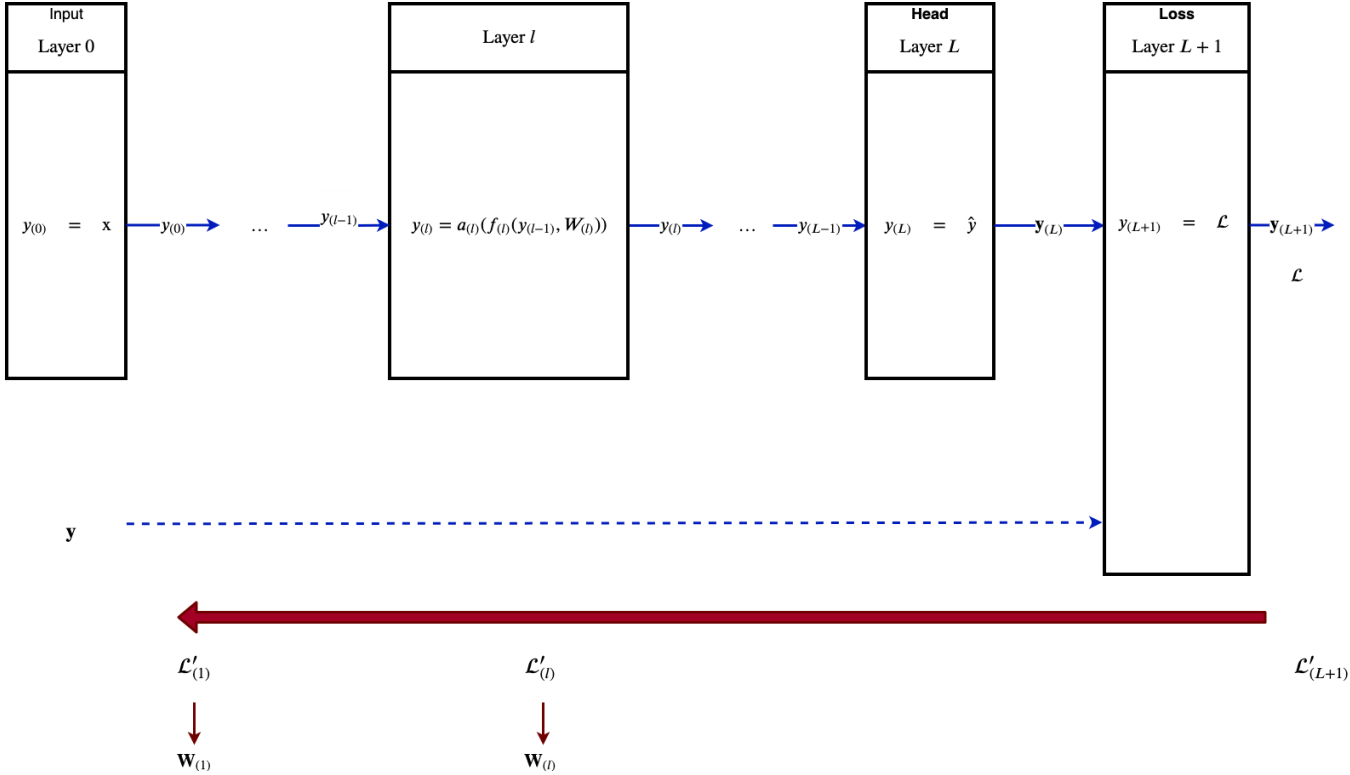 Input
Layer 0
Layer l
Head
Layer L
Loss
Layer L + 1
y(0) = x
y(0)
...
y(l−1)
y(l) = a(l)(f(l)(y(l−1), W(l)))
y(l)
...
y(L−1)
y(L) = ŷ
y(L)
y(L+1) = ℒ
y(L+1)
ℒ
y
ℒ′(1)
ℒ′(l)
ℒ′(L+1)
W(1)
W(l)